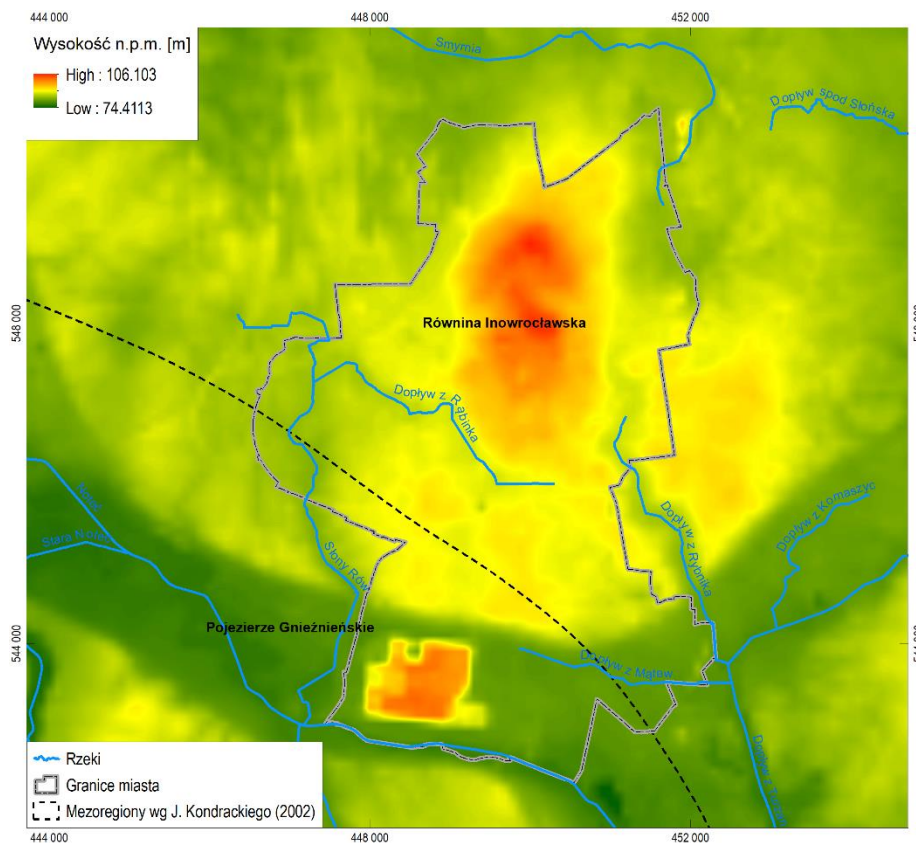 444 000
448 000
452 000
Wysokość n.p.m. [m]
High : 106.103
Low : 74.4113
Smyrnia
Dopływ spod Słońska
548 000
Równina Inowrocławska
Dopływ z Rąbinka
Dopływ z Komaszyc
Dopływ z Rybnika
Stara Noteć
Słony Rów
Pojezierze Gnieźnieńskie
544 000
Dopływ z Mątew
Rzeki
Granice miasta
Mezoregiony wg J. Kondrackiego (2002)
444 000
448 000
452 000